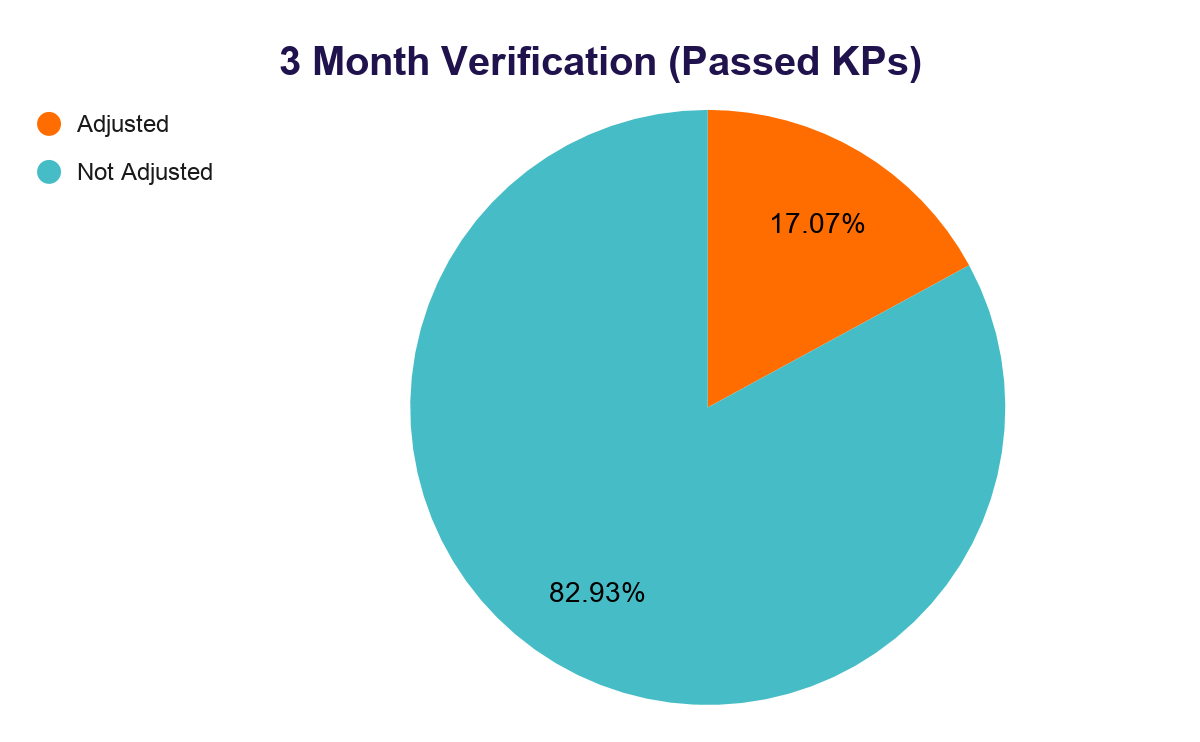 3 Month Verification (Passed KPs)
Adjusted
Not Adjusted
17.07%
82.93%